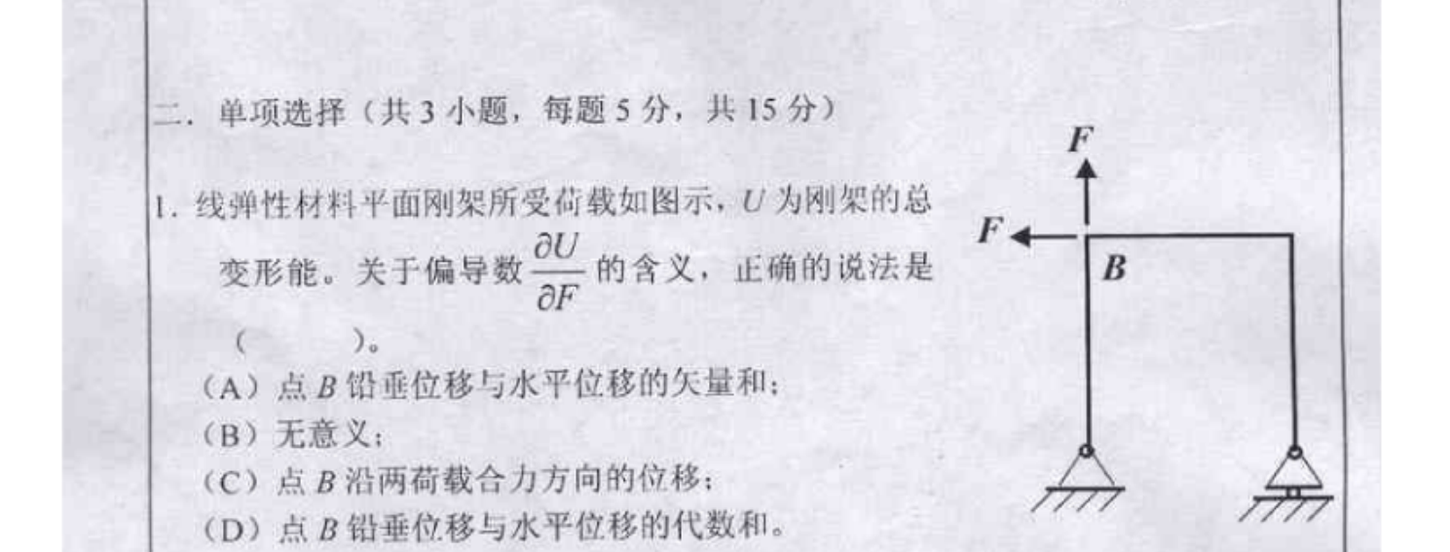 二. 单项选择（共 3 小题，每题 5 分，共 15 分）
1. 线弹性材料平面刚架所受荷载如图示，U 为刚架的总
变形能。关于偏导数 ∂U/∂F 的含义，正确的说法是
（ ）。
（A）点 B 铅垂位移与水平位移的矢量和；
（B）无意义；
（C）点 B 沿两荷载合力方向的位移；
（D）点 B 铅垂位移与水平位移的代数和。
F
F
B